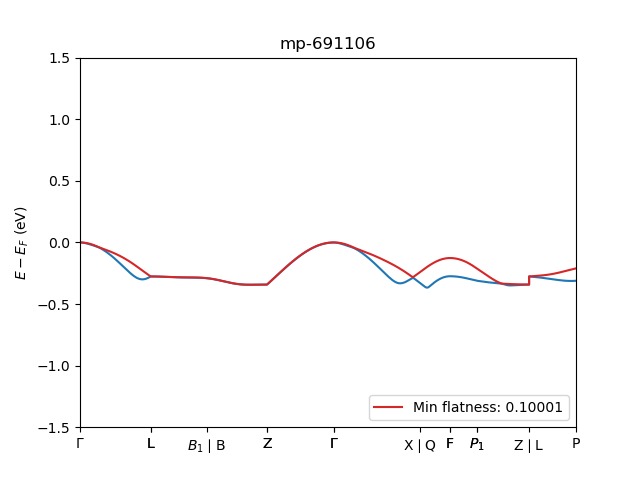 mp-691106
E − E_F (eV)
1.5
1.0
0.5
0.0
−0.5
−1.0
−1.5
Min flatness: 0.10001
Γ L B₁ | B Z Γ X | Q F P₁ Z | L P